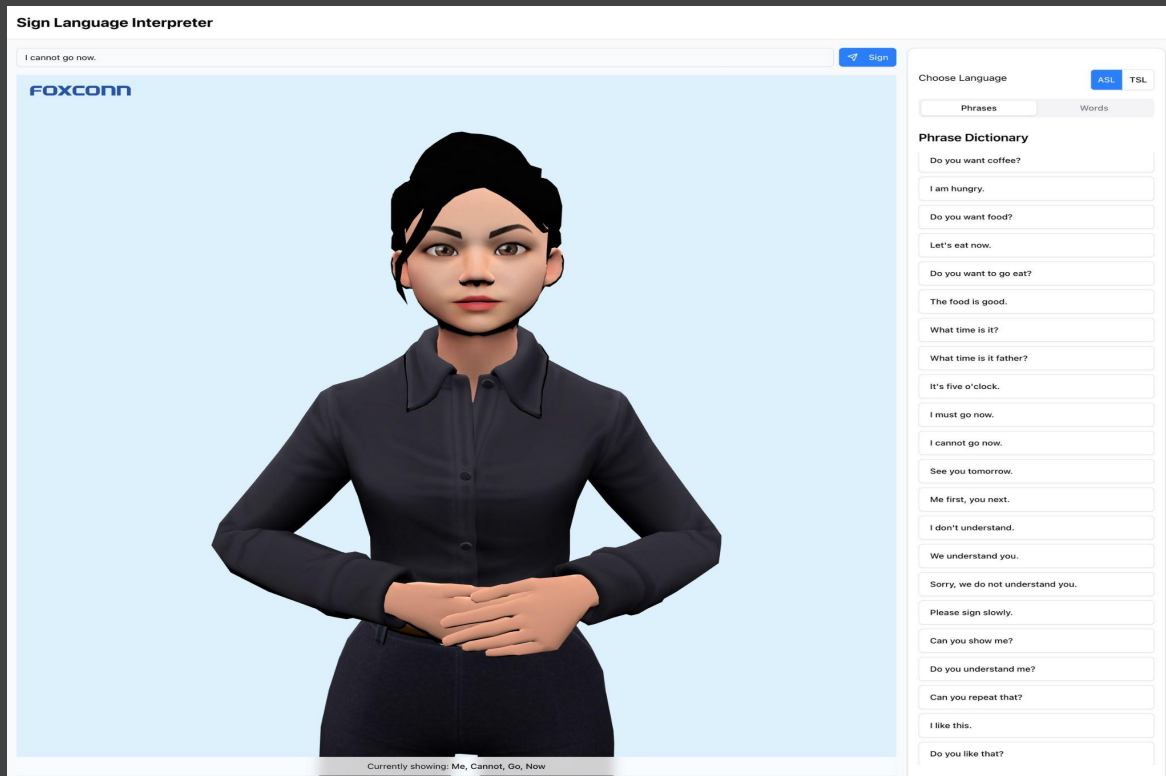 Sign Language Interpreter
I cannot go now.
Sign
FOXCONN
Currently showing: Me, Cannot, Go, Now
Choose Language
ASL TSL
Phrases Words
Phrase Dictionary
Do you want coffee?
I am hungry.
Do you want food?
Let's eat now.
Do you want to go eat?
The food is good.
What time is it?
What time is it father?
It's five o'clock.
I must go now.
I cannot go now.
See you tomorrow.
Me first, you next.
I don't understand.
We understand you.
Sorry, we do not understand you.
Please sign slowly.
Can you show me?
Do you understand me?
Can you repeat that?
I like this.
Do you like that?